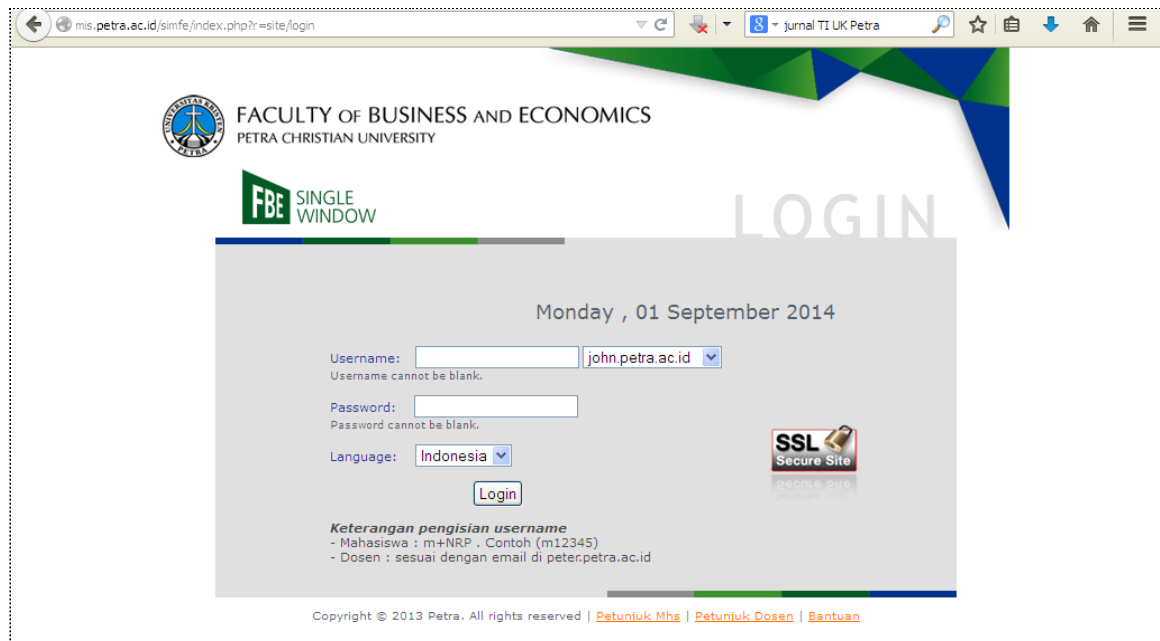 mis.petra.ac.id/simfe/index.php?r=site/login
8 jurnal TI UK Petra
UNIVERSITAS KRISTEN
PETRA
FACULTY OF BUSINESS AND ECONOMICS
PETRA CHRISTIAN UNIVERSITY
FBE SINGLE
WINDOW
LOGIN
Monday , 01 September 2014
Username: john.petra.ac.id
Username cannot be blank.
Password:
Password cannot be blank.
Language: Indonesia
SSL
Secure Site
Login
Keterangan pengisian username
- Mahasiswa : m+NRP . Contoh (m12345)
- Dosen : sesuai dengan email di peter.petra.ac.id
Copyright © 2013 Petra. All rights reserved | Petunjuk Mhs | Petunjuk Dosen | Bantuan